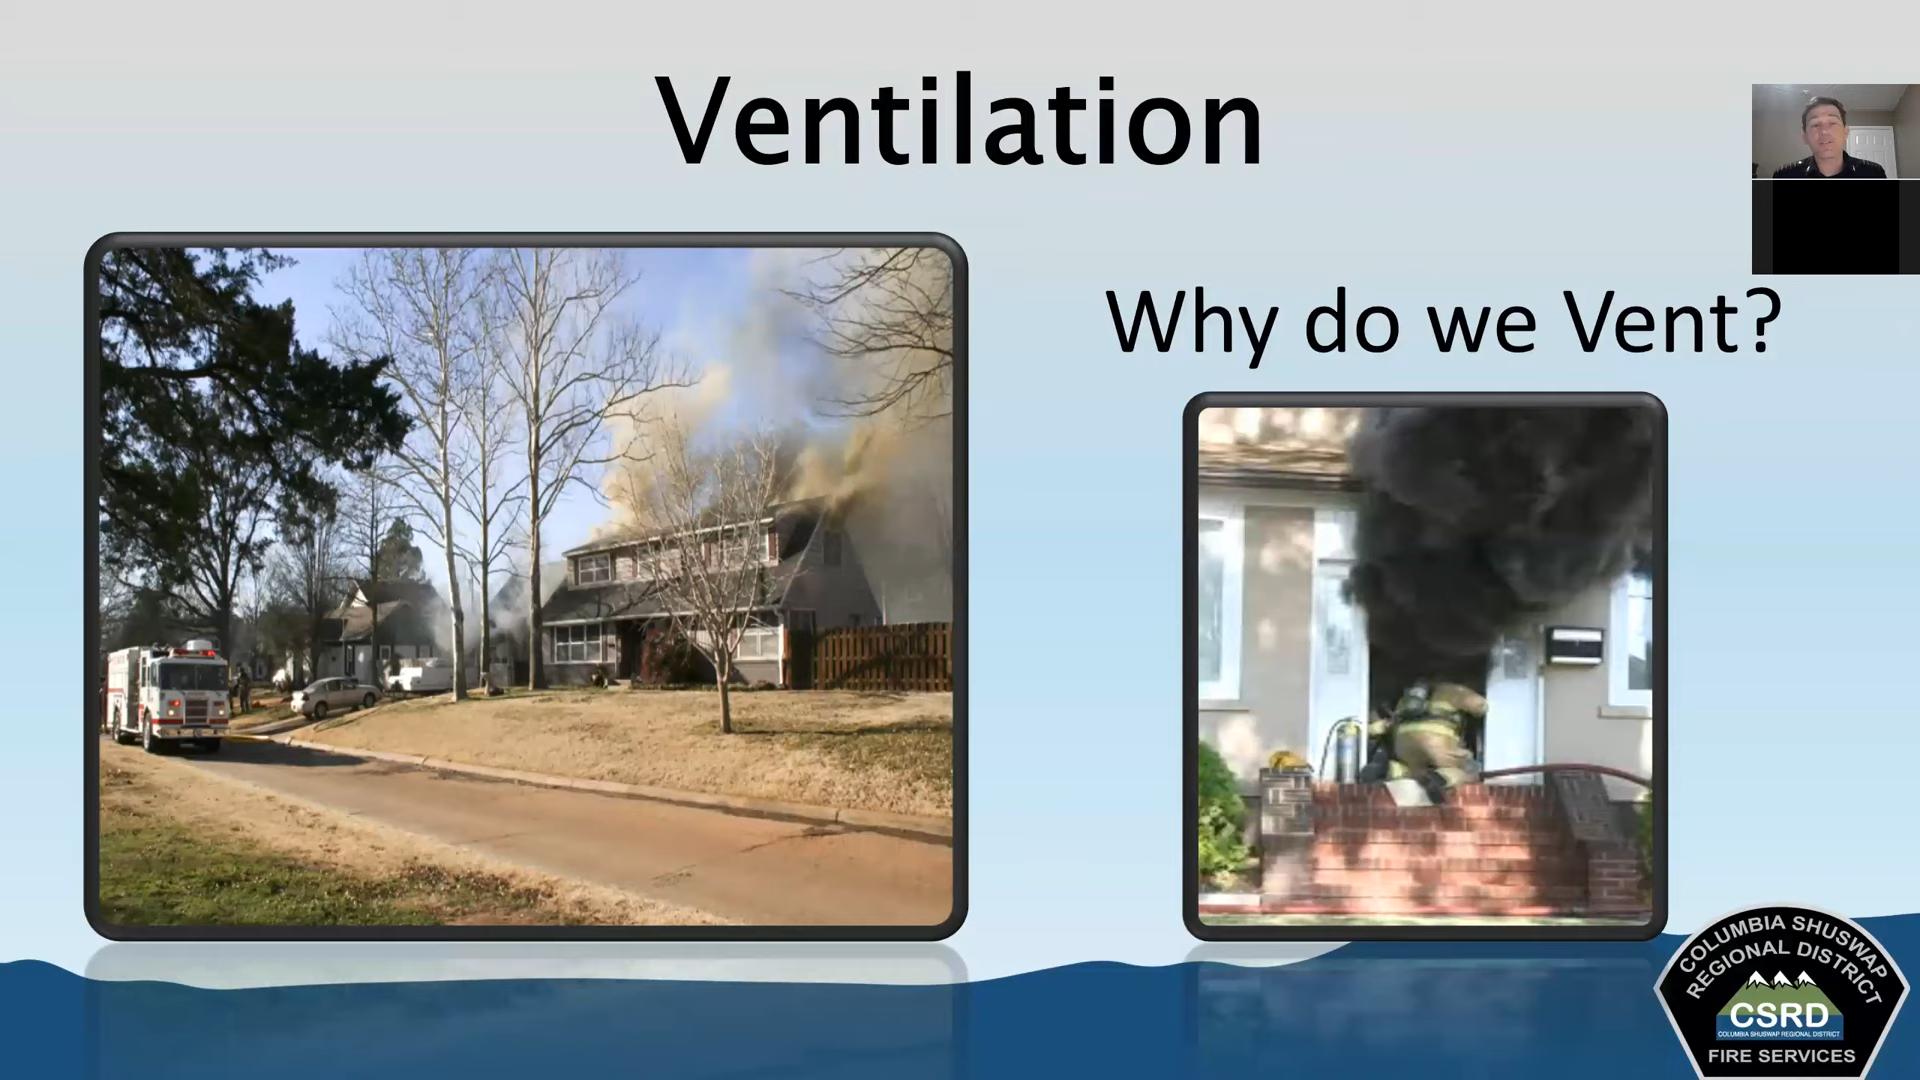 Ventilation
Why do we Vent?
COLUMBIA SHUSWAP
REGIONAL DISTRICT
CSRD
COLUMBIA SHUSWAP REGIONAL DISTRICT
FIRE SERVICES